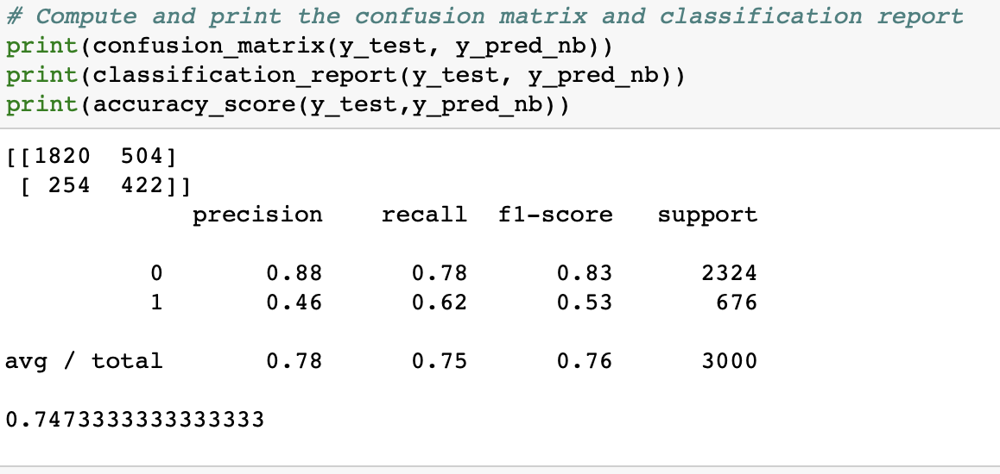 # Compute and print the confusion matrix and classification report
print(confusion_matrix(y_test, y_pred_nb))
print(classification_report(y_test, y_pred_nb))
print(accuracy_score(y_test,y_pred_nb))
[[1820  504]
 [ 254  422]]
             precision    recall  f1-score   support

          0       0.88      0.78      0.83      2324
          1       0.46      0.62      0.53       676

avg / total       0.78      0.75      0.76      3000

0.7473333333333333